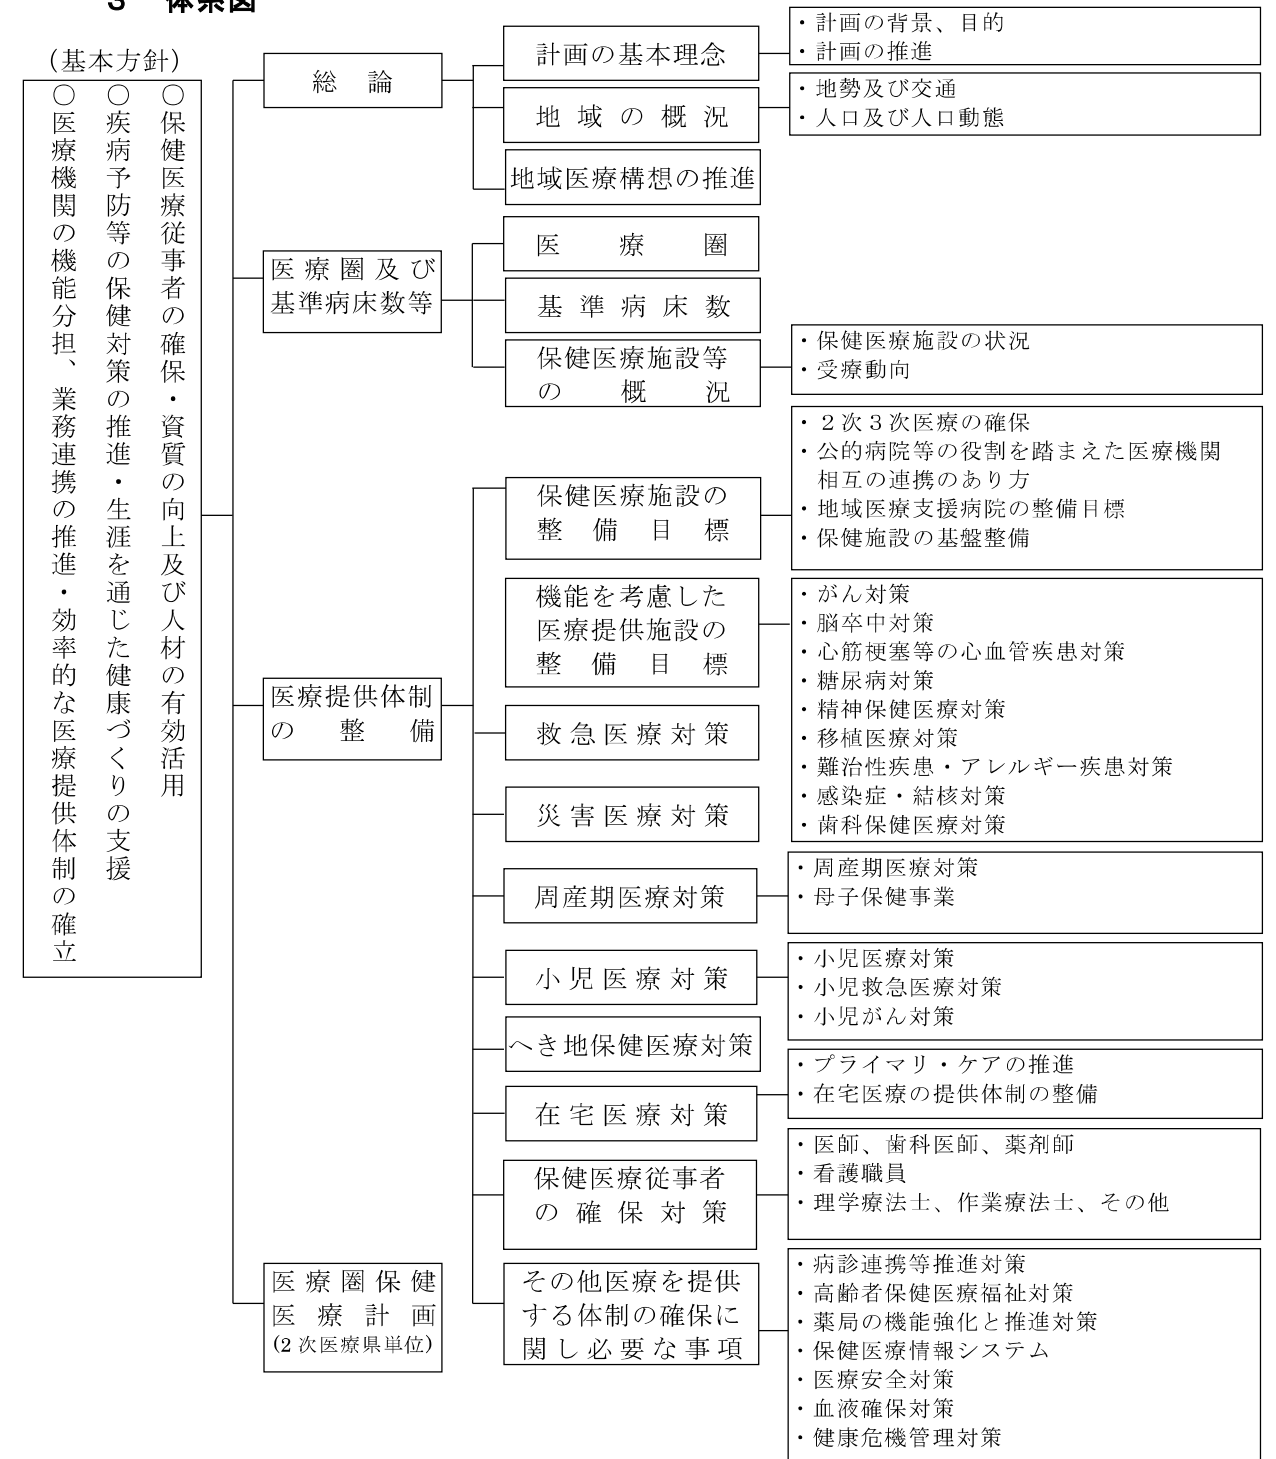 3 体系図
（基本方針）
○保健医療従事者の確保・資質の向上及び人材の有効活用
○疾病予防等の保健対策の推進・生涯を通じた健康づくりの支援
○医療機関の機能分担、業務連携の推進・効率的な医療提供体制の確立
総論
計画の基本理念
・計画の背景、目的
・計画の推進
地域の概況
・地勢及び交通
・人口及び人口動態
地域医療構想の推進
医療圏及び
基準病床数等
医療圏
基準病床数
保健医療施設等
の概況
・保健医療施設の状況
・受療動向
医療提供体制
の整備
保健医療施設の
整備目標
・２次３次医療の確保
・公的病院等の役割を踏まえた医療機関
相互の連携のあり方
・地域医療支援病院の整備目標
・保健施設の基盤整備
機能を考慮した
医療提供施設の
整備目標
・がん対策
・脳卒中対策
・心筋梗塞等の心血管疾患対策
・糖尿病対策
・精神保健医療対策
・移植医療対策
・難治性疾患・アレルギー疾患対策
・感染症・結核対策
・歯科保健医療対策
救急医療対策
災害医療対策
周産期医療対策
・周産期医療対策
・母子保健事業
小児医療対策
・小児医療対策
・小児救急医療対策
・小児がん対策
へき地保健医療対策
在宅医療対策
・プライマリ・ケアの推進
・在宅医療の提供体制の整備
保健医療従事者
の確保対策
・医師、歯科医師、薬剤師
・看護職員
・理学療法士、作業療法士、その他
その他医療を提供
する体制の確保に
関し必要な事項
・病診連携等推進対策
・高齢者保健医療福祉対策
・薬局の機能強化と推進対策
・保健医療情報システム
・医療安全対策
・血液確保対策
・健康危機管理対策
医療圏保健
医療計画
(２次医療県単位)